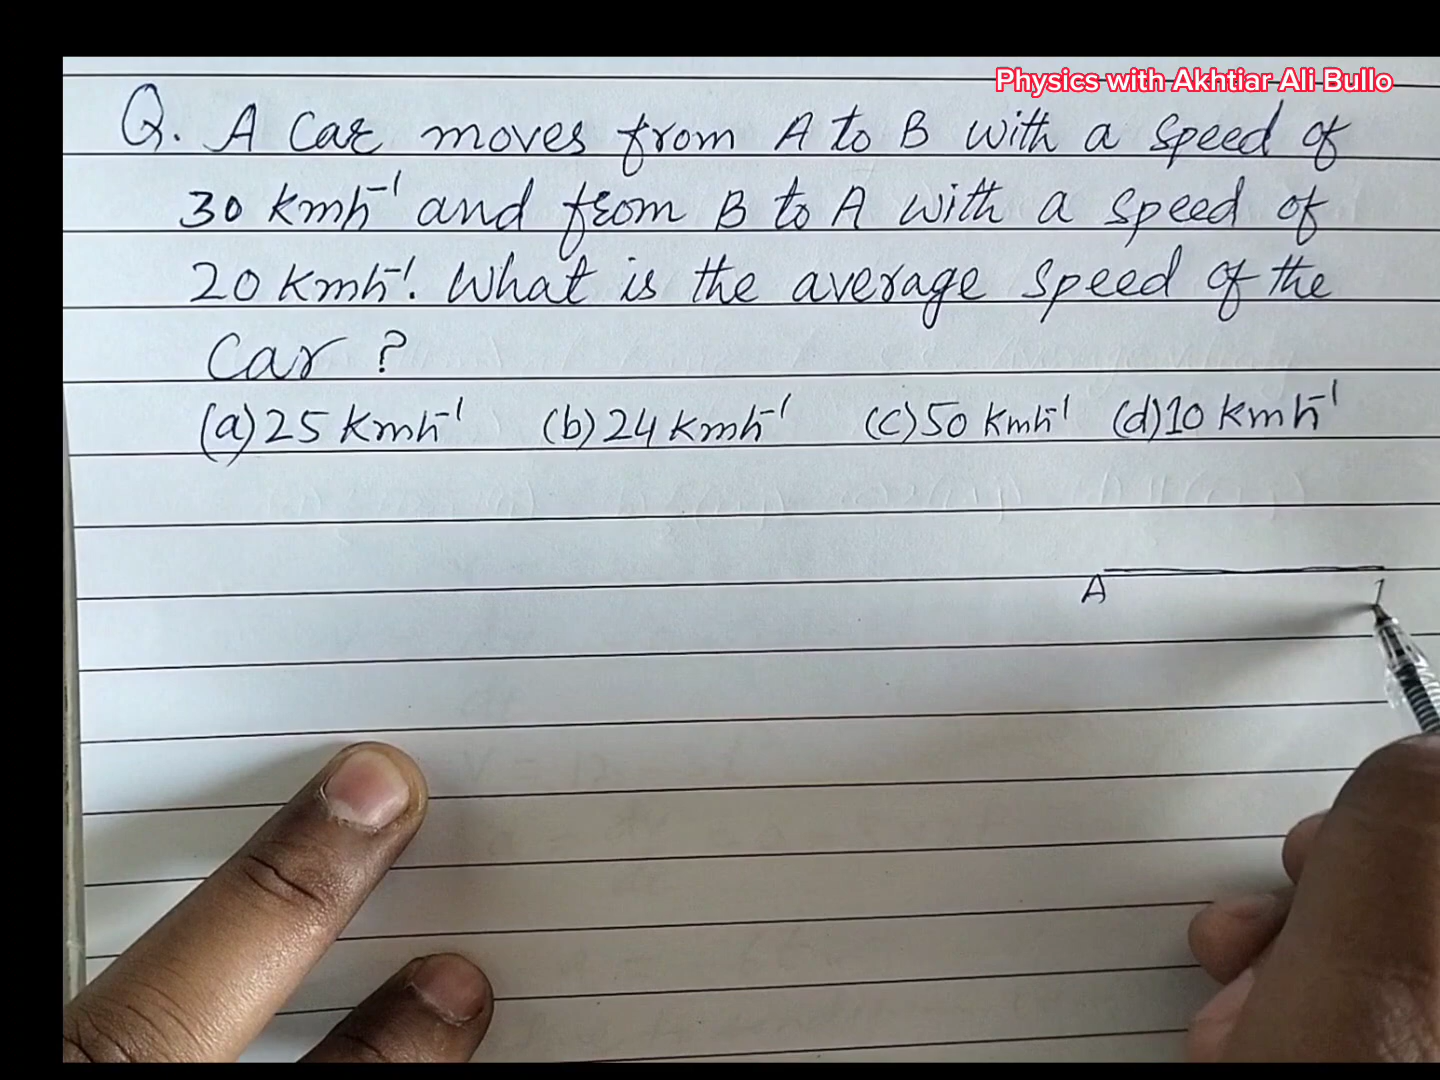 Physics with Akhtiar Ali Bullo
Q. A Car moves from A to B with a speed of
30 Kmh⁻¹ and from B to A with a speed of
20 Kmh⁻¹. What is the average speed of the
Car ?
(a) 25 Kmh⁻¹ (b) 24 Kmh⁻¹ (c) 50 Kmh⁻¹ (d) 10 Kmh⁻¹
A